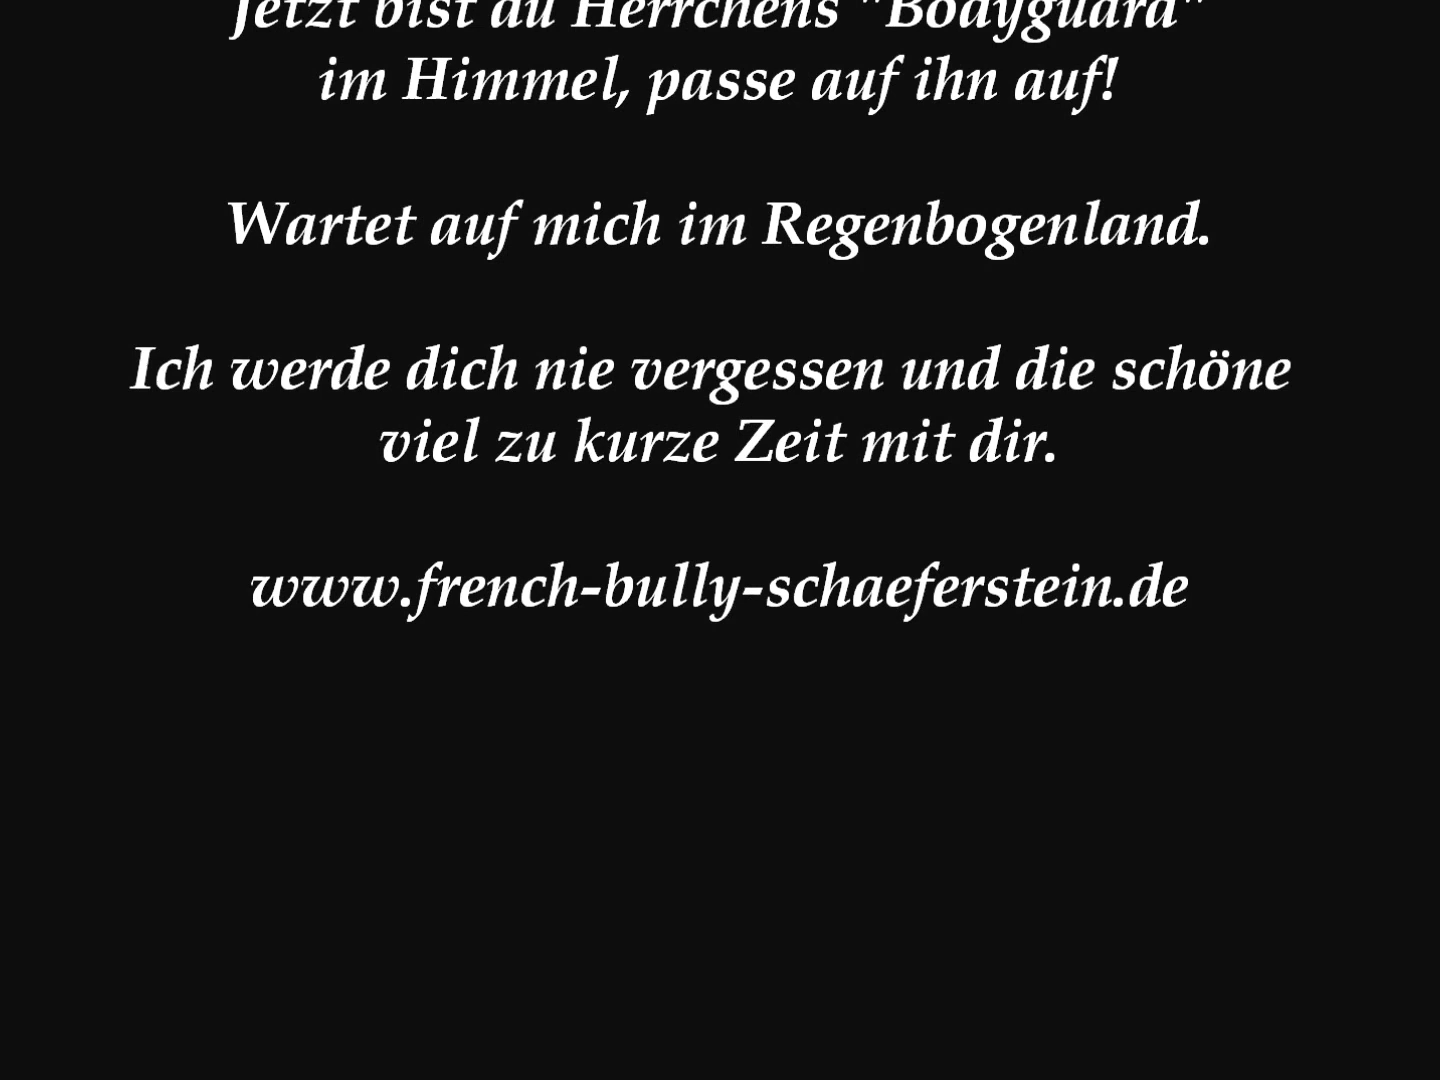 Jetzt bist du Herrchens "Bodyguard"
im Himmel, passe auf ihn auf!
Wartet auf mich im Regenbogenland.
Ich werde dich nie vergessen und die schöne
viel zu kurze Zeit mit dir.
www.french-bully-schaeferstein.de